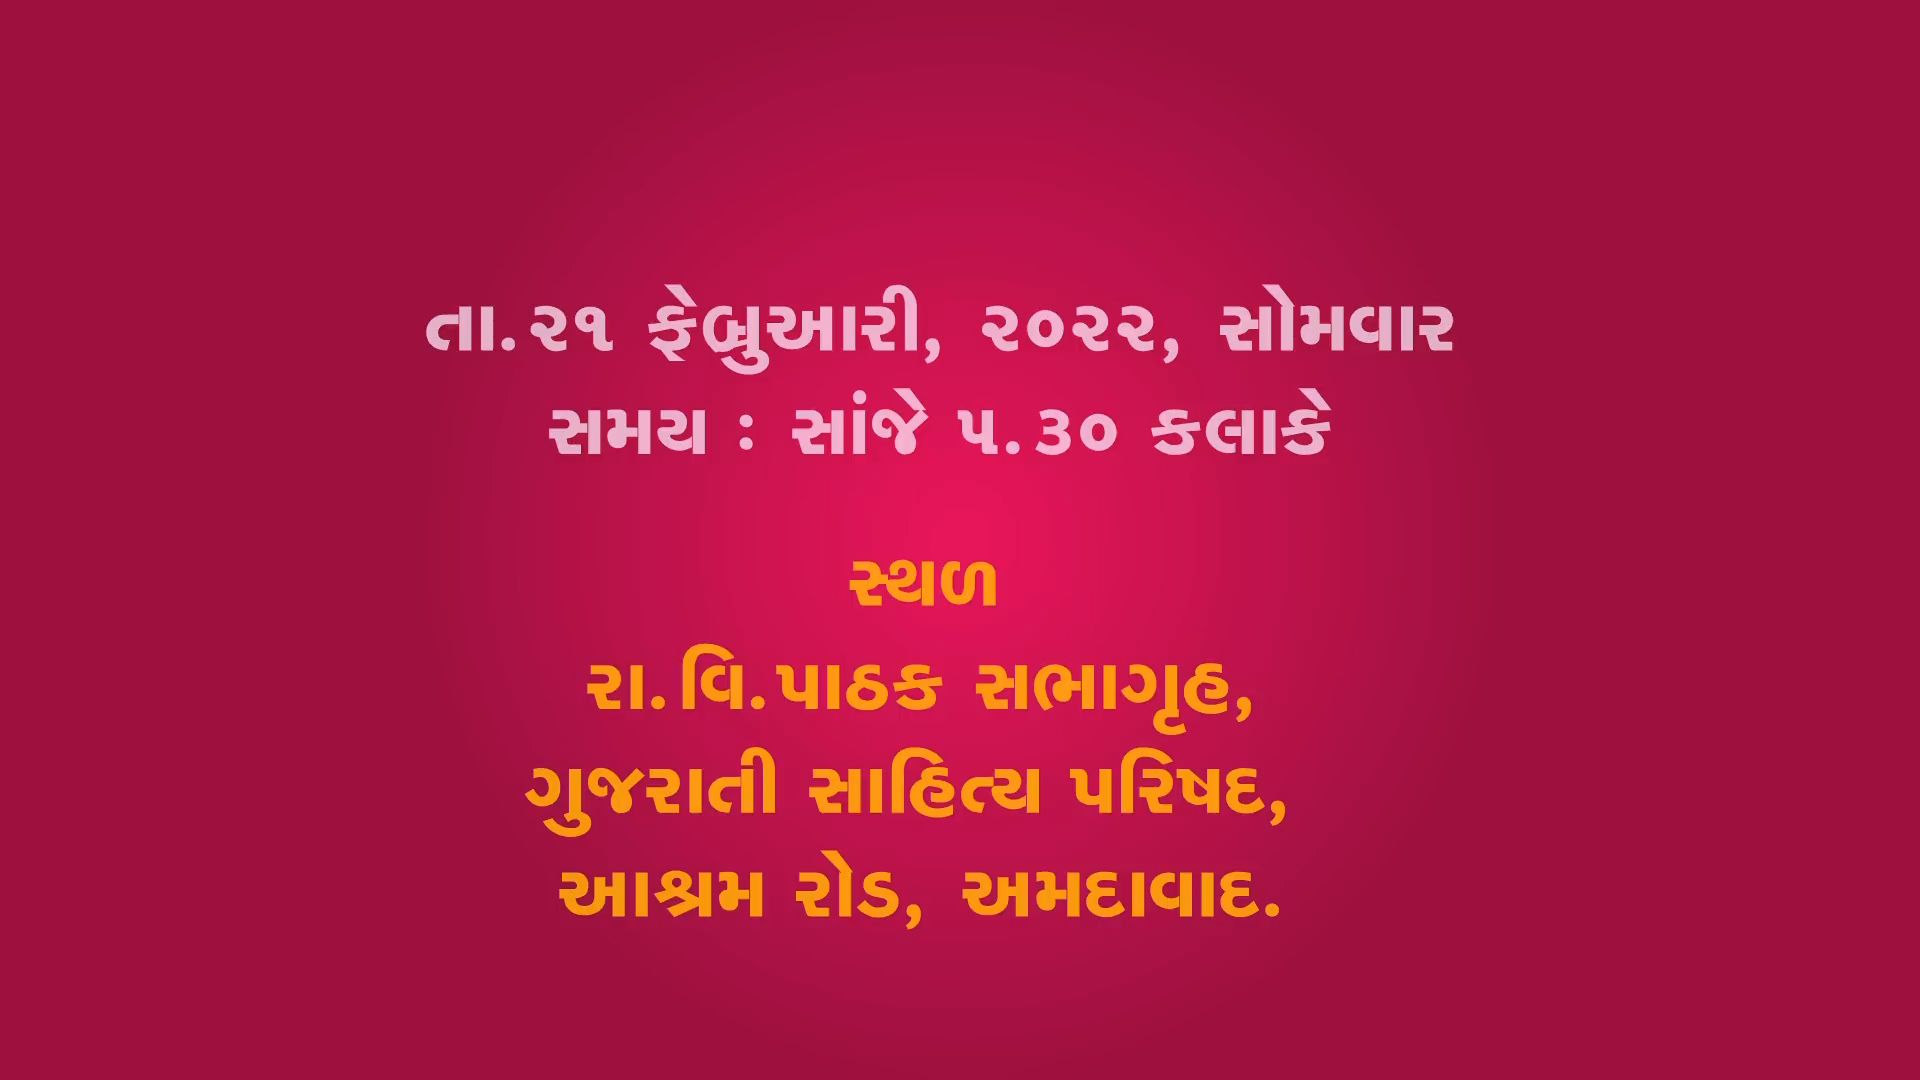 તા.૨૧ ફેબ્રુઆરી, ૨૦૨૨, સોમવાર
સમય : સાંજે ૫.૩૦ કલાકે
સ્થળ
રા.વિ.પાઠક સભાગૃહ,
ગુજરાતી સાહિત્ય પરિષદ,
આશ્રમ રોડ, અમદાવાદ.